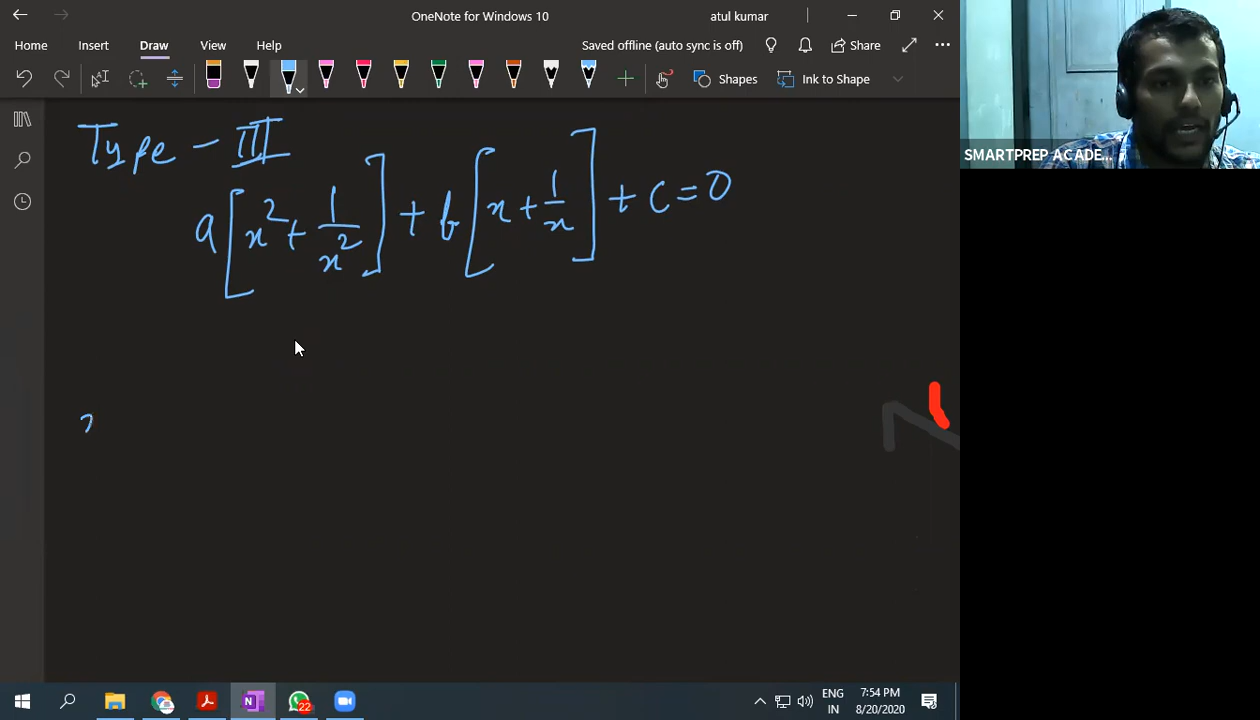 OneNote for Windows 10
atul kumar
Home Insert Draw View Help
Saved offline (auto sync is off)
Share
Shapes
Ink to Shape
Type - III
a[x² + 1/x²] + b[x + 1/x] + c = 0
2
SMARTPREP ACADE...
22
ENG
IN
7:54 PM
8/20/2020